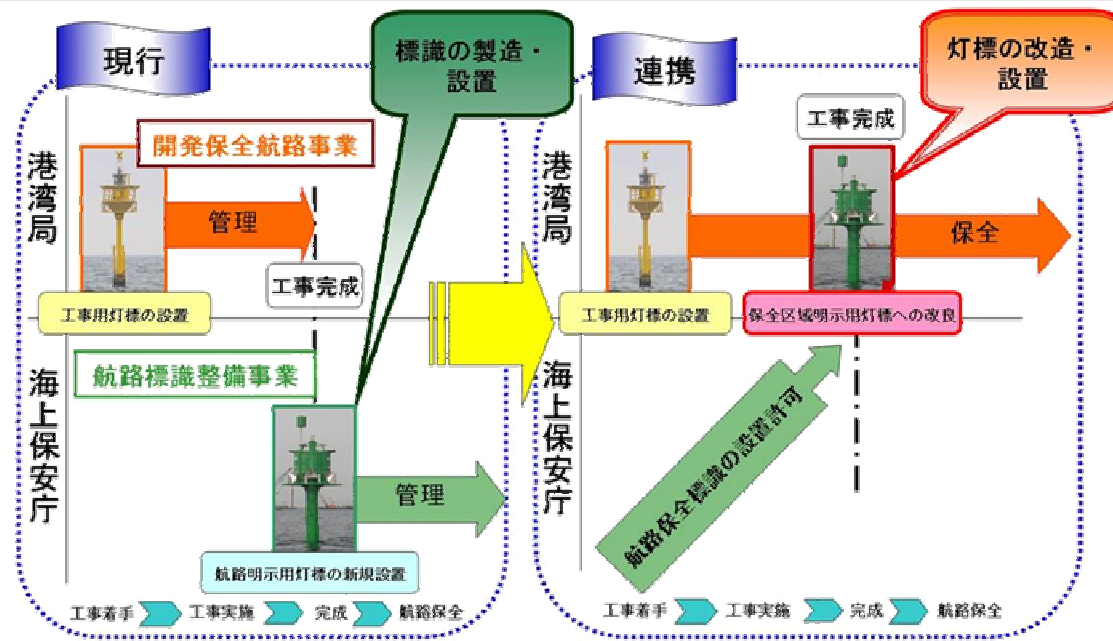 現行
標識の製造・
設置
開発保全航路事業
港湾局
管理
工事完成
工事用灯標の設置
航路標識整備事業
海上保安庁
管理
航路明示用灯標の新規設置
工事着手
工事実施
完成
航路保全
連携
灯標の改造・
設置
工事完成
港湾局
保全
工事用灯標の設置
保全区域明示用灯標への改良
海上保安庁
航路保全標識の設置許可
工事着手
工事実施
完成
航路保全